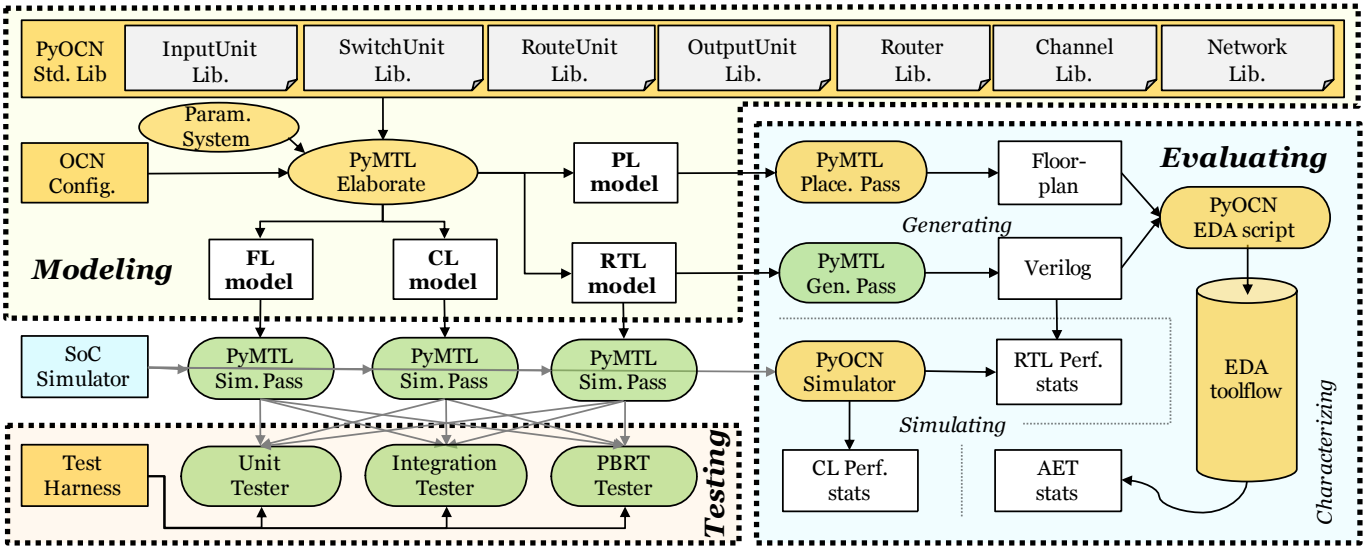 PyOCN
Std. Lib
InputUnit
Lib.
SwitchUnit
Lib.
RouteUnit
Lib.
OutputUnit
Lib.
Router
Lib.
Channel
Lib.
Network
Lib.
Param.
System
OCN
Config.
PyMTL
Elaborate
PL
model
FL
model
CL
model
RTL
model
Modeling
PyMTL
Place. Pass
Floor-
plan
Evaluating
PyOCN
EDA script
Generating
PyMTL
Gen. Pass
Verilog
SoC
Simulator
PyMTL
Sim. Pass
PyMTL
Sim. Pass
PyMTL
Sim. Pass
PyOCN
Simulator
RTL Perf.
stats
EDA
toolflow
Simulating
Characterizing
Test
Harness
Unit
Tester
Integration
Tester
PBRT
Tester
Testing
CL Perf.
stats
AET
stats